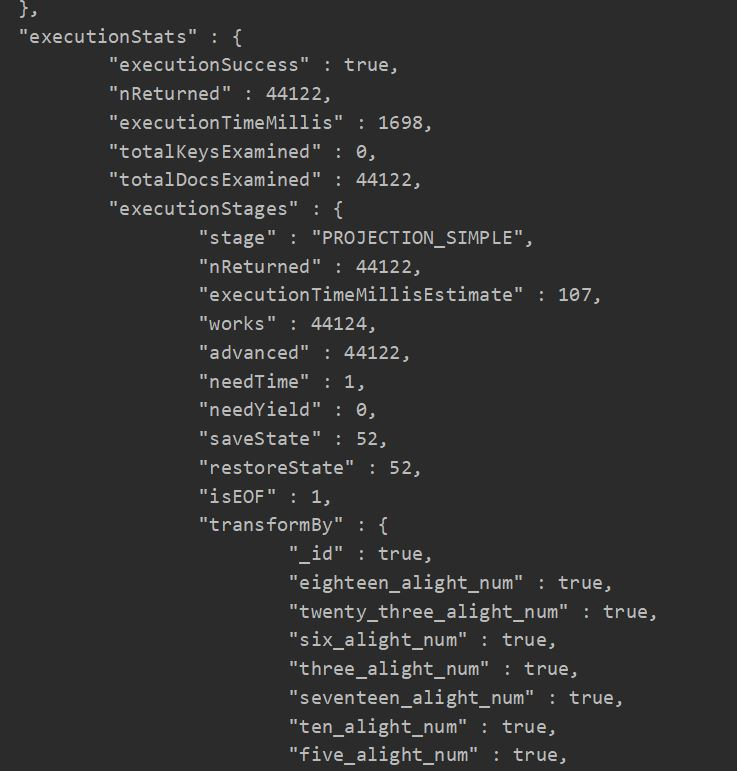 },
"executionStats" : {
"executionSuccess" : true,
"nReturned" : 44122,
"executionTimeMillis" : 1698,
"totalKeysExamined" : 0,
"totalDocsExamined" : 44122,
"executionStages" : {
"stage" : "PROJECTION_SIMPLE",
"nReturned" : 44122,
"executionTimeMillisEstimate" : 107,
"works" : 44124,
"advanced" : 44122,
"needTime" : 1,
"needYield" : 0,
"saveState" : 52,
"restoreState" : 52,
"isEOF" : 1,
"transformBy" : {
"_id" : true,
"eighteen_alight_num" : true,
"twenty_three_alight_num" : true,
"six_alight_num" : true,
"three_alight_num" : true,
"seventeen_alight_num" : true,
"ten_alight_num" : true,
"five_alight_num" : true,